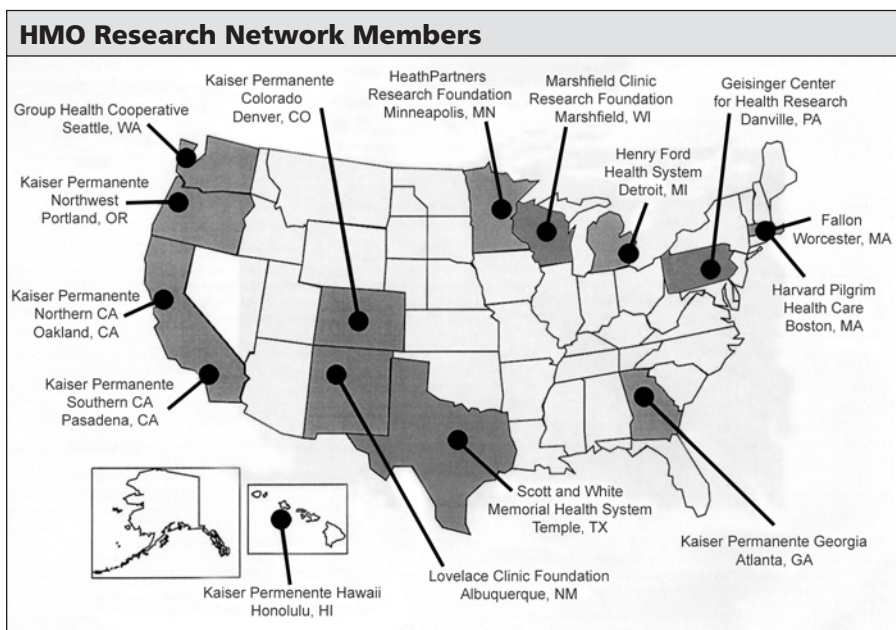 HMO Research Network Members
Kaiser Permanente
Colorado
Denver, CO
HeathPartners
Research Foundation
Minneapolis, MN
Marshfield Clinic
Research Foundation
Marshfield, WI
Geisinger Center
for Health Research
Danville, PA
Group Health Cooperative
Seattle, WA
Henry Ford
Health System
Detroit, MI
Kaiser Permanente
Northwest
Portland, OR
Fallon
Worcester, MA
Kaiser Permanente
Northern CA
Oakland, CA
Harvard Pilgrim
Health Care
Boston, MA
Kaiser Permanente
Southern CA
Pasadena, CA
Scott and White
Memorial Health System
Temple, TX
Kaiser Permanente Georgia
Atlanta, GA
Lovelace Clinic Foundation
Albuquerque, NM
Kaiser Permenente Hawaii
Honolulu, HI